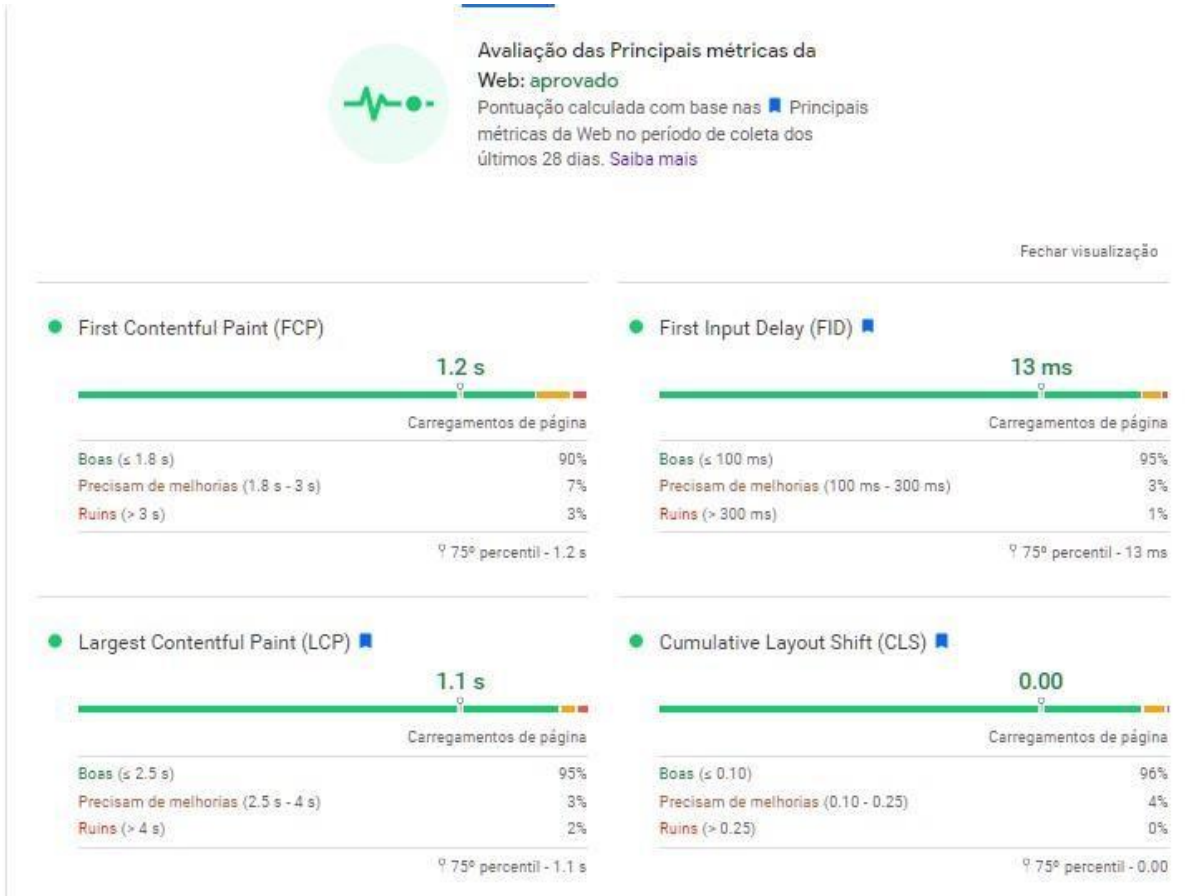 Avaliação das Principais métricas da
Web: aprovado
Pontuação calculada com base nas Principais
métricas da Web no período de coleta dos
últimos 28 dias. Saiba mais
Fechar visualização
First Contentful Paint (FCP)
1.2 s
Carregamentos de página
Boas (≤ 1.8 s) 90%
Precisam de melhorias (1.8 s - 3 s) 7%
Ruins (> 3 s) 3%
75º percentil - 1.2 s
First Input Delay (FID)
13 ms
Carregamentos de página
Boas (≤ 100 ms) 95%
Precisam de melhorias (100 ms - 300 ms) 3%
Ruins (> 300 ms) 1%
75º percentil - 13 ms
Largest Contentful Paint (LCP)
1.1 s
Carregamentos de página
Boas (≤ 2.5 s) 95%
Precisam de melhorias (2.5 s - 4 s) 3%
Ruins (> 4 s) 2%
75º percentil - 1.1 s
Cumulative Layout Shift (CLS)
0.00
Carregamentos de página
Boas (≤ 0.10) 96%
Precisam de melhorias (0.10 - 0.25) 4%
Ruins (> 0.25) 0%
75º percentil - 0.00